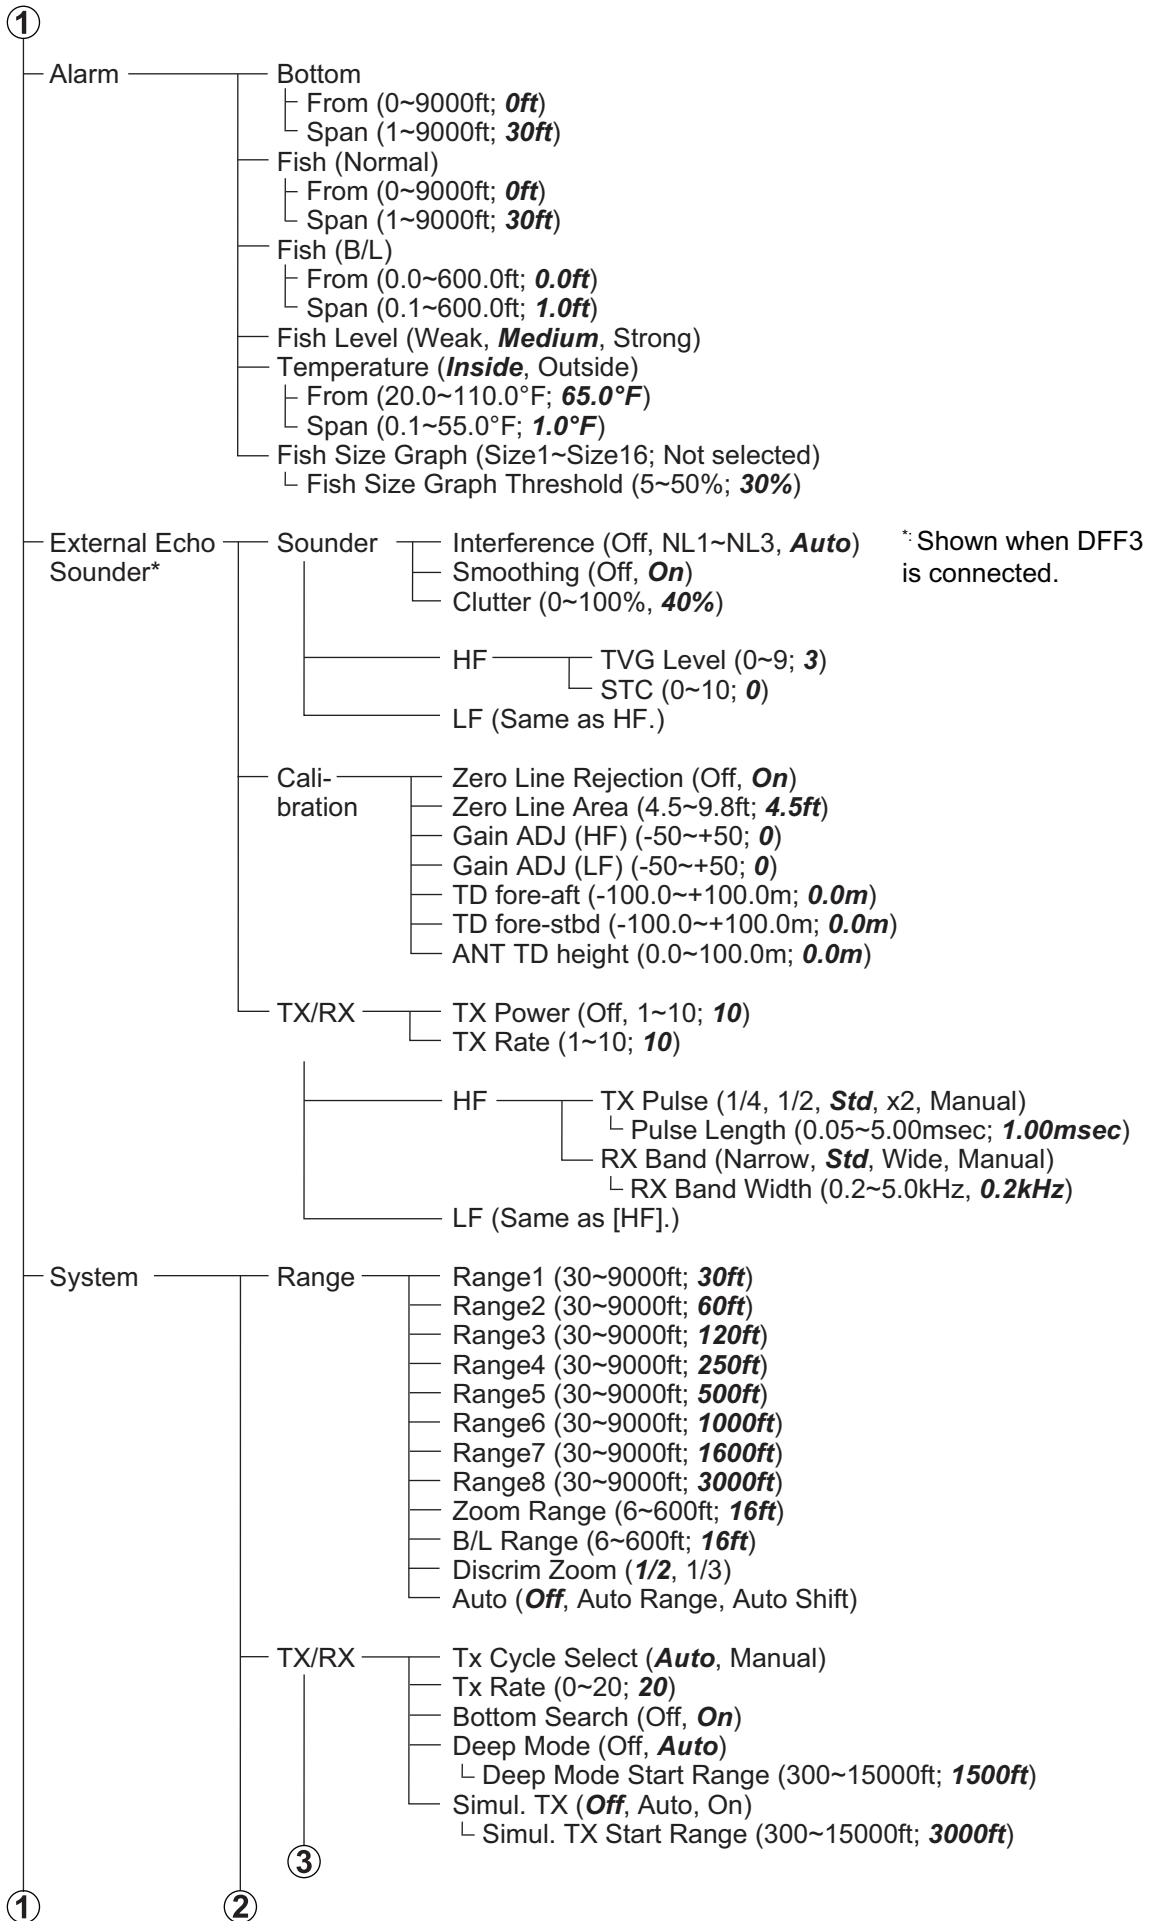 1
Alarm
Bottom
From (0~9000ft; 0ft)
Span (1~9000ft; 30ft)
Fish (Normal)
From (0~9000ft; 0ft)
Span (1~9000ft; 30ft)
Fish (B/L)
From (0.0~600.0ft; 0.0ft)
Span (0.1~600.0ft; 1.0ft)
Fish Level (Weak, Medium, Strong)
Temperature (Inside, Outside)
From (20.0~110.0°F; 65.0°F)
Span (0.1~55.0°F; 1.0°F)
Fish Size Graph (Size1~Size16; Not selected)
Fish Size Graph Threshold (5~50%; 30%)
External Echo
Sounder*
Sounder
Interference (Off, NL1~NL3, Auto)
Smoothing (Off, On)
Clutter (0~100%, 40%)
*: Shown when DFF3
is connected.
HF
TVG Level (0~9; 3)
STC (0~10; 0)
LF (Same as HF.)
Cali-
bration
Zero Line Rejection (Off, On)
Zero Line Area (4.5~9.8ft; 4.5ft)
Gain ADJ (HF) (-50~+50; 0)
Gain ADJ (LF) (-50~+50; 0)
TD fore-aft (-100.0~+100.0m; 0.0m)
TD fore-stbd (-100.0~+100.0m; 0.0m)
ANT TD height (0.0~100.0m; 0.0m)
TX/RX
TX Power (Off, 1~10; 10)
TX Rate (1~10; 10)
HF
TX Pulse (1/4, 1/2, Std, x2, Manual)
Pulse Length (0.05~5.00msec; 1.00msec)
RX Band (Narrow, Std, Wide, Manual)
RX Band Width (0.2~5.0kHz, 0.2kHz)
LF (Same as [HF].)
System
Range
Range1 (30~9000ft; 30ft)
Range2 (30~9000ft; 60ft)
Range3 (30~9000ft; 120ft)
Range4 (30~9000ft; 250ft)
Range5 (30~9000ft; 500ft)
Range6 (30~9000ft; 1000ft)
Range7 (30~9000ft; 1600ft)
Range8 (30~9000ft; 3000ft)
Zoom Range (6~600ft; 16ft)
B/L Range (6~600ft; 16ft)
Discrim Zoom (1/2, 1/3)
Auto (Off, Auto Range, Auto Shift)
TX/RX
Tx Cycle Select (Auto, Manual)
Tx Rate (0~20; 20)
Bottom Search (Off, On)
Deep Mode (Off, Auto)
Deep Mode Start Range (300~15000ft; 1500ft)
Simul. TX (Off, Auto, On)
Simul. TX Start Range (300~15000ft; 3000ft)
3
1
2